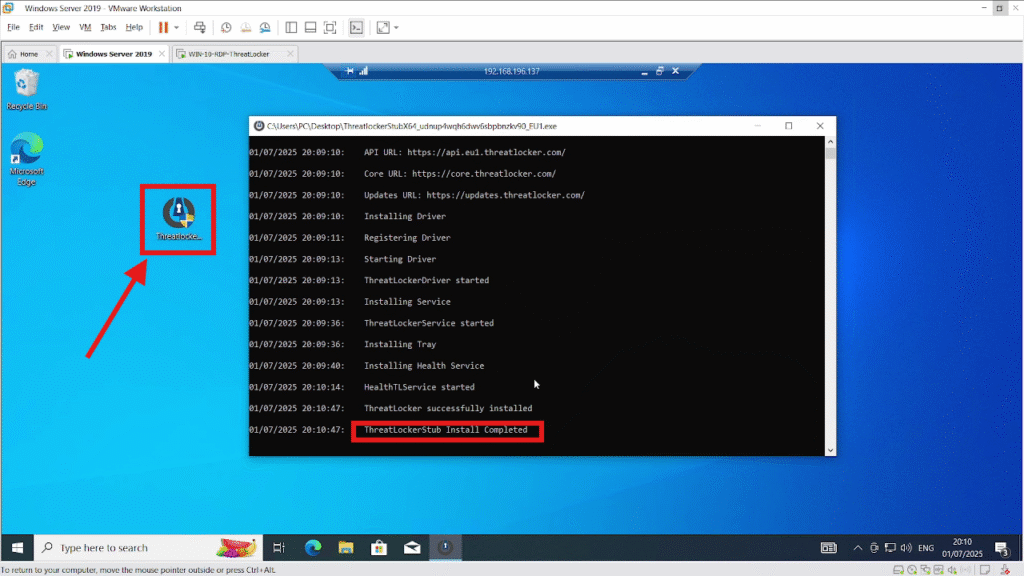 Windows Server 2019 - VMware Workstation
File Edit View VM Tabs Help
Home
Windows Server 2019
WIN-10-RDP-ThreatLocker
192.168.196.137
Recycle Bin
Microsoft
Edge
Threatlocke...
C:\Users\PC\Desktop\ThreatlockerStubX64_udnup4wqh6dwv6sbpbnzkv90_EU1.exe
01/07/2025 20:09:10: API URL: https://api.eu1.threatlocker.com/
01/07/2025 20:09:10: Core URL: https://core.threatlocker.com/
01/07/2025 20:09:10: Updates URL: https://updates.threatlocker.com/
01/07/2025 20:09:10: Installing Driver
01/07/2025 20:09:11: Registering Driver
01/07/2025 20:09:13: Starting Driver
01/07/2025 20:09:13: ThreatLockerDriver started
01/07/2025 20:09:13: Installing Service
01/07/2025 20:09:36: ThreatLockerService started
01/07/2025 20:09:36: Installing Tray
01/07/2025 20:09:40: Installing Health Service
01/07/2025 20:10:14: HealthTLService started
01/07/2025 20:10:47: ThreatLocker successfully installed
01/07/2025 20:10:47: ThreatLockerStub Install Completed
Type here to search
ENG
20:10
01/07/2025
3
To return to your computer, move the mouse pointer outside or press Ctrl+Alt.